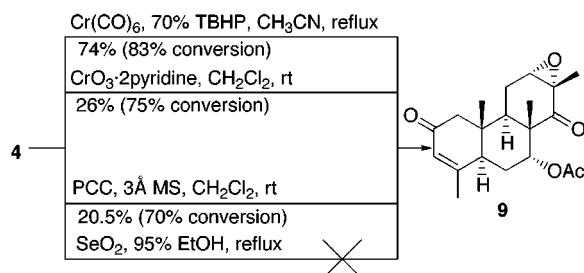 Cr(CO)6, 70% TBHP, CH3CN, reflux
74% (83% conversion)
CrO3·2pyridine, CH2Cl2, rt
26% (75% conversion)
4
PCC, 3Å MS, CH2Cl2, rt
20.5% (70% conversion)
SeO2, 95% EtOH, reflux
O
O
O
H
H
OAc
9